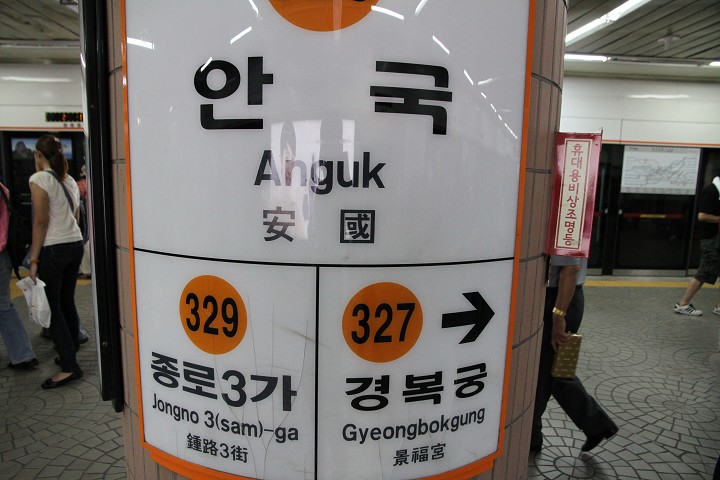 안국
Anguk
安國
329
종로3가
Jongno 3(sam)-ga
鍾路3街
327 →
경복궁
Gyeongbokgung
景福宮
휴대용비상조명등